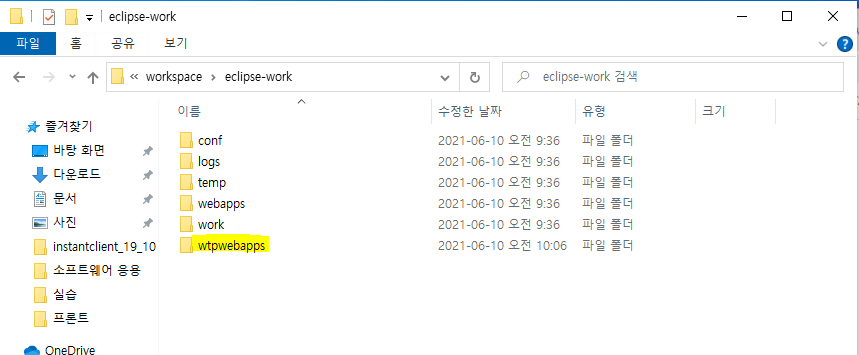 eclipse-work
파일 홈 공유 보기
workspace > eclipse-work
eclipse-work 검색
이름 수정한 날짜 유형 크기
즐겨찾기
바탕 화면
다운로드
문서
사진
instantclient_19_10
소프트웨어 응용
실습
프론트
OneDrive
conf 2021-06-10 오전 9:36 파일 폴더
logs 2021-06-10 오전 9:36 파일 폴더
temp 2021-06-10 오전 9:36 파일 폴더
webapps 2021-06-10 오전 9:36 파일 폴더
work 2021-06-10 오전 9:36 파일 폴더
wtpwebapps 2021-06-10 오전 10:06 파일 폴더